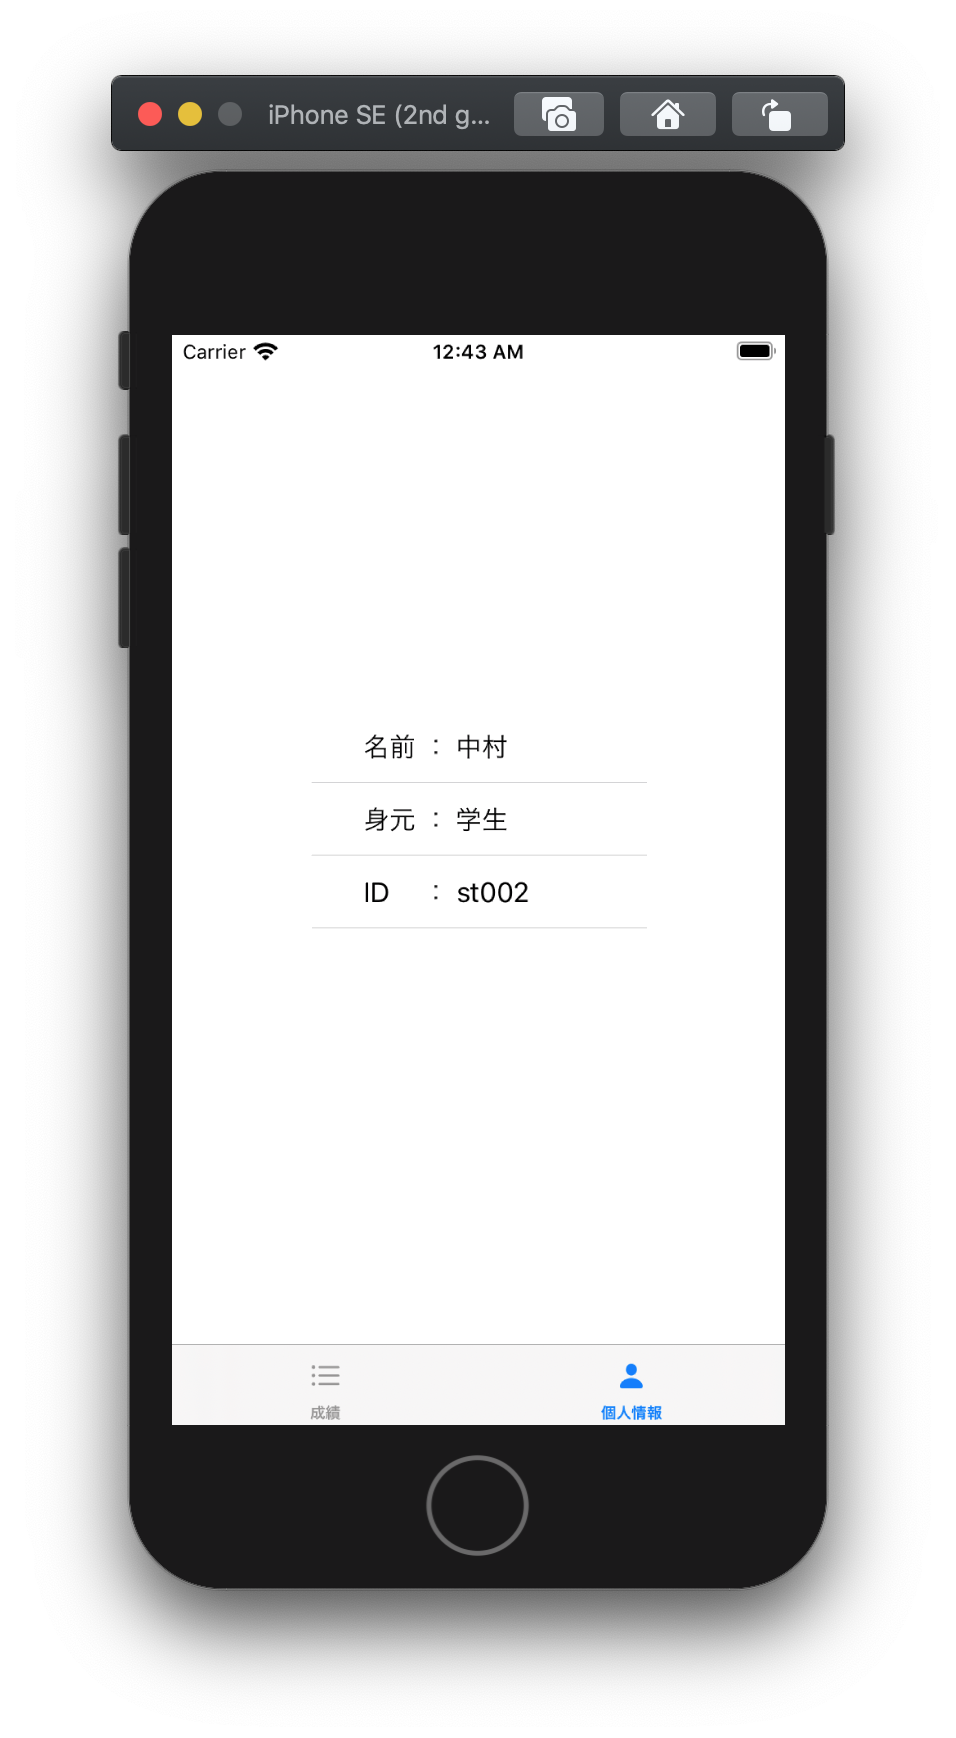 iPhone SE (2nd g...
Carrier 12:43 AM
名前 : 中村
身元 : 学生
ID : st002
成績 個人情報